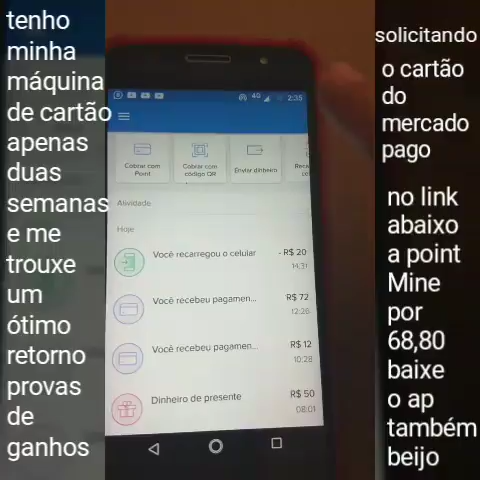 tenho
minha
máquina
de cartão
apenas
duas
semanas
e me
trouxe
um
ótimo
retorno
provas
de
ganhos
4G 2:35
Cobrar com
Point
Cobrar com
código QR
Enviar dinheiro
Atividade
Hoje
Você recarregou o celular - R$ 20
14:31
Você recebeu pagamen... R$ 72
12:26
Você recebeu pagamen... R$ 12
10:28
Dinheiro de presente R$ 50
08:01
solicitando
o cartão
do
mercado
pago
no link
abaixo
a point
Mine
por
68,80
baixe
o ap
também
beijo